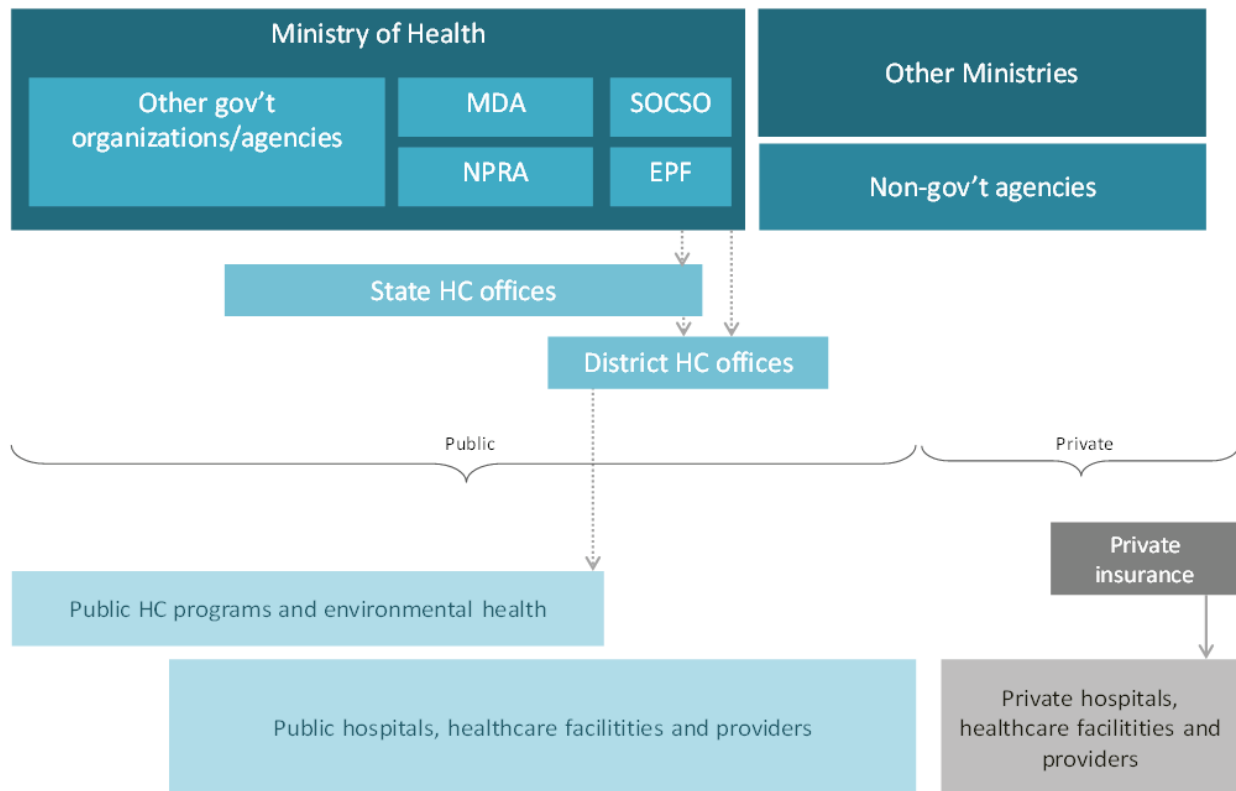 Ministry of Health
Other gov't
organizations/agencies
MDA
SOCSO
NPRA
EPF
Other Ministries
Non-gov't agencies
State HC offices
District HC offices
Public
Private
Private
insurance
Public HC programs and environmental health
Public hospitals, healthcare facilitities and providers
Private hospitals,
healthcare facilitities and
providers